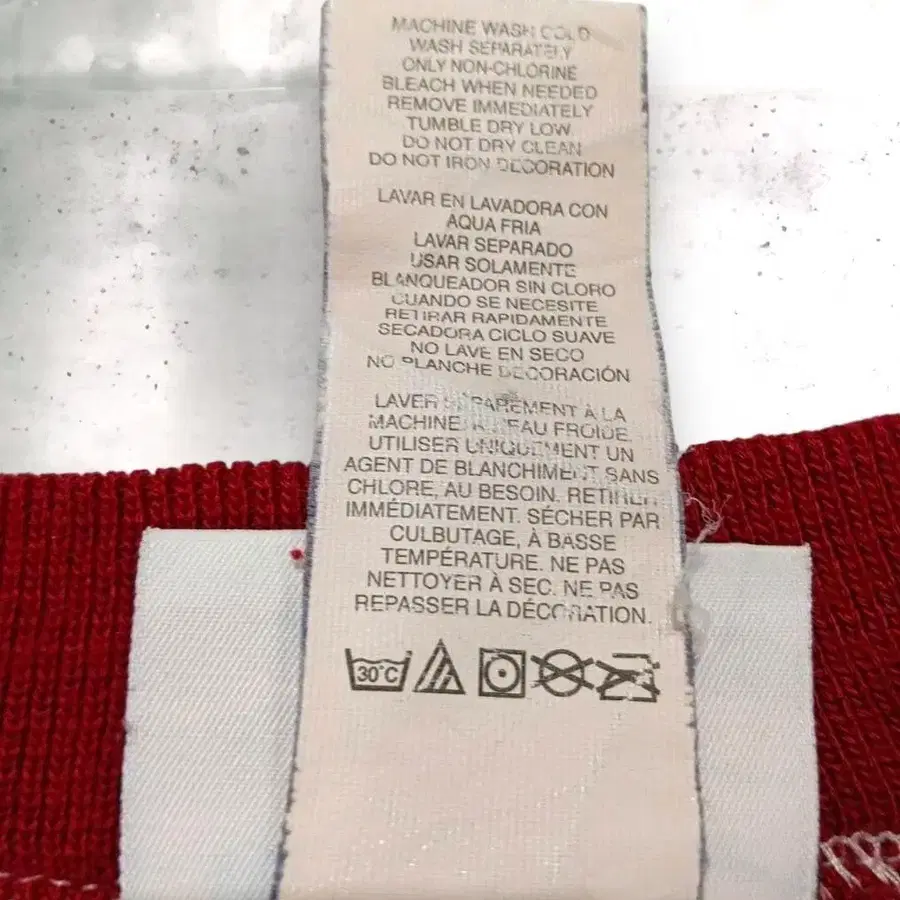 MACHINE WASH COLD
WASH SEPARATELY
ONLY NON-CHLORINE
BLEACH WHEN NEEDED
REMOVE IMMEDIATELY
TUMBLE DRY LOW
DO NOT DRY CLEAN
DO NOT IRON DECORATION
LAVAR EN LAVADORA CON
AQUA FRIA
LAVAR SEPARADO
USAR SOLAMENTE
BLANQUEADOR SIN CLORO
CUANDO SE NECESITE
RETIRAR RAPIDAMENTE
SECADORA CICLO SUAVE
NO LAVE EN SECO
NO PLANCHE DECORACIÓN
LAVER SÉPARÉMENT À LA
MACHINE, EAU FROIDE.
UTILISER UNIQUEMENT UN
AGENT DE BLANCHIMENT SANS
CHLORE, AU BESOIN. RETIRER
IMMÉDIATEMENT. SÉCHER PAR
CULBUTAGE, À BASSE
TEMPÉRATURE. NE PAS
NETTOYER À SEC. NE PAS
REPASSER LA DÉCORATION.
30°C